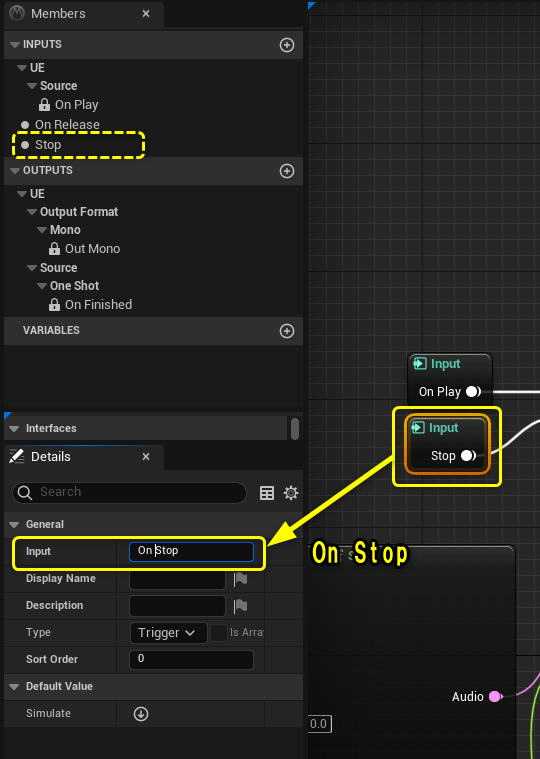 Members
INPUTS
UE
Source
On Play
On Release
Stop
OUTPUTS
UE
Output Format
Mono
Out Mono
Source
One Shot
On Finished
VARIABLES
Interfaces
Details
Search
General
Input
On Stop
Display Name
Description
Type
Trigger
Is Arra
Sort Order
0
Default Value
Simulate
Input
On Play
Input
Stop
On Stop
Audio
0.0